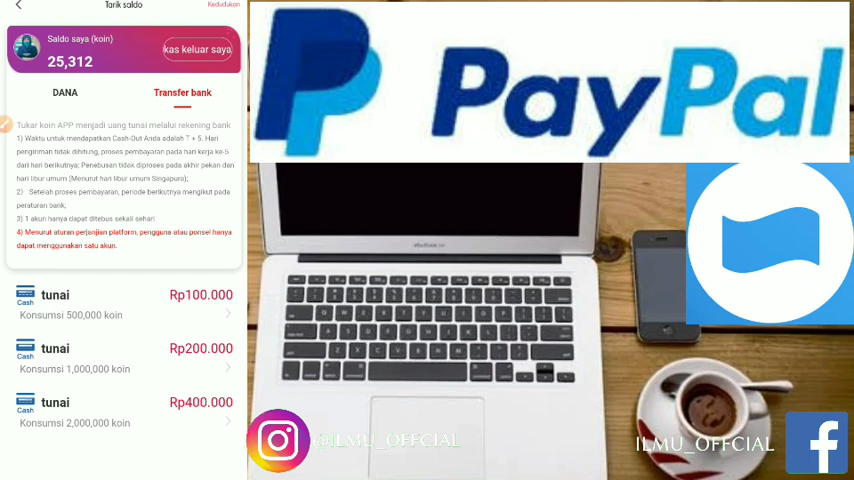 Tarik saldo
Kedudukan
Saldo saya (koin)
25,312
kas keluar saya
DANA
Transfer bank
Tukar koin APP menjadi uang tunai melalui rekening bank
1) Waktu untuk mendapatkan Cash-Out Anda adalah T + 5. Hari
pengiriman tidak dihitung, proses pembayaran pada hari kerja ke-5
dari hari berikutnya; Penebusan tidak diproses pada akhir pekan dan
hari libur umum (Menurut hari libur umum Singapura);
2) Setelah proses pembayaran, periode berikutnya mengikut pada
peraturan bank;
3) 1 akun hanya dapat ditebus sekali sehari
4) Menurut aturan perjanjian platform, pengguna atau ponsel hanya
dapat menggunakan satu akun.
Cash
tunai
Rp100.000
Konsumsi 500,000 koin
Cash
tunai
Rp200.000
Konsumsi 1,000,000 koin
Cash
tunai
Rp400.000
Konsumsi 2,000,000 koin
PayPal
@ILMU_OFFCIAL
ILMU_OFFCIAL